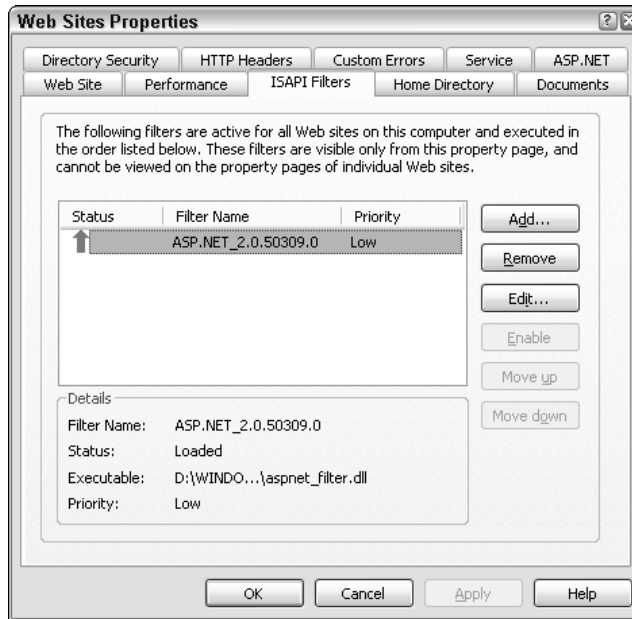 Web Sites Properties
Directory Security
HTTP Headers
Custom Errors
Service
ASP.NET
Web Site
Performance
ISAPI Filters
Home Directory
Documents
The following filters are active for all Web sites on this computer and executed in
the order listed below. These filters are visible only from this property page, and
cannot be viewed on the property pages of individual Web sites.
Status Filter Name Priority
ASP.NET_2.0.50309.0 Low
Add...
Remove
Edit...
Enable
Move up
Move down
Details
Filter Name: ASP.NET_2.0.50309.0
Status: Loaded
Executable: D:\WINDO...\aspnet_filter.dll
Priority: Low
OK
Cancel
Apply
Help